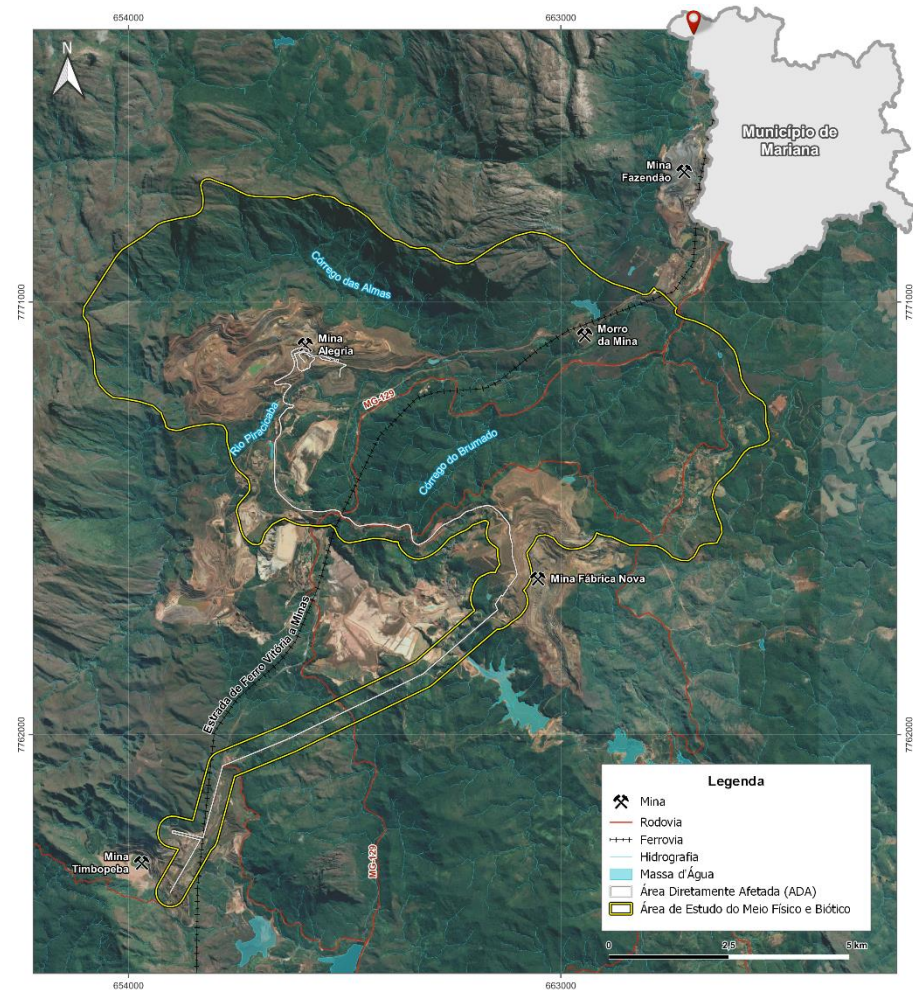 654000
663000
N
Município de
Mariana
Mina
Fazendão
Córrego das Almas
7771000
7771000
Mina
Alegria
Morro
da Mina
MG-129
Rio Piracicaba
Córrego do Brumado
Mina Fábrica Nova
Estrada de Ferro Vitória a Minas
7762000
7762000
Legenda
Mina
Rodovia
Ferrovia
Hidrografia
Massa d'Água
Área Diretamente Afetada (ADA)
Área de Estudo do Meio Físico e Biótico
Mina
Timbopeba
MG-129
0 2,5 5 km
654000
663000